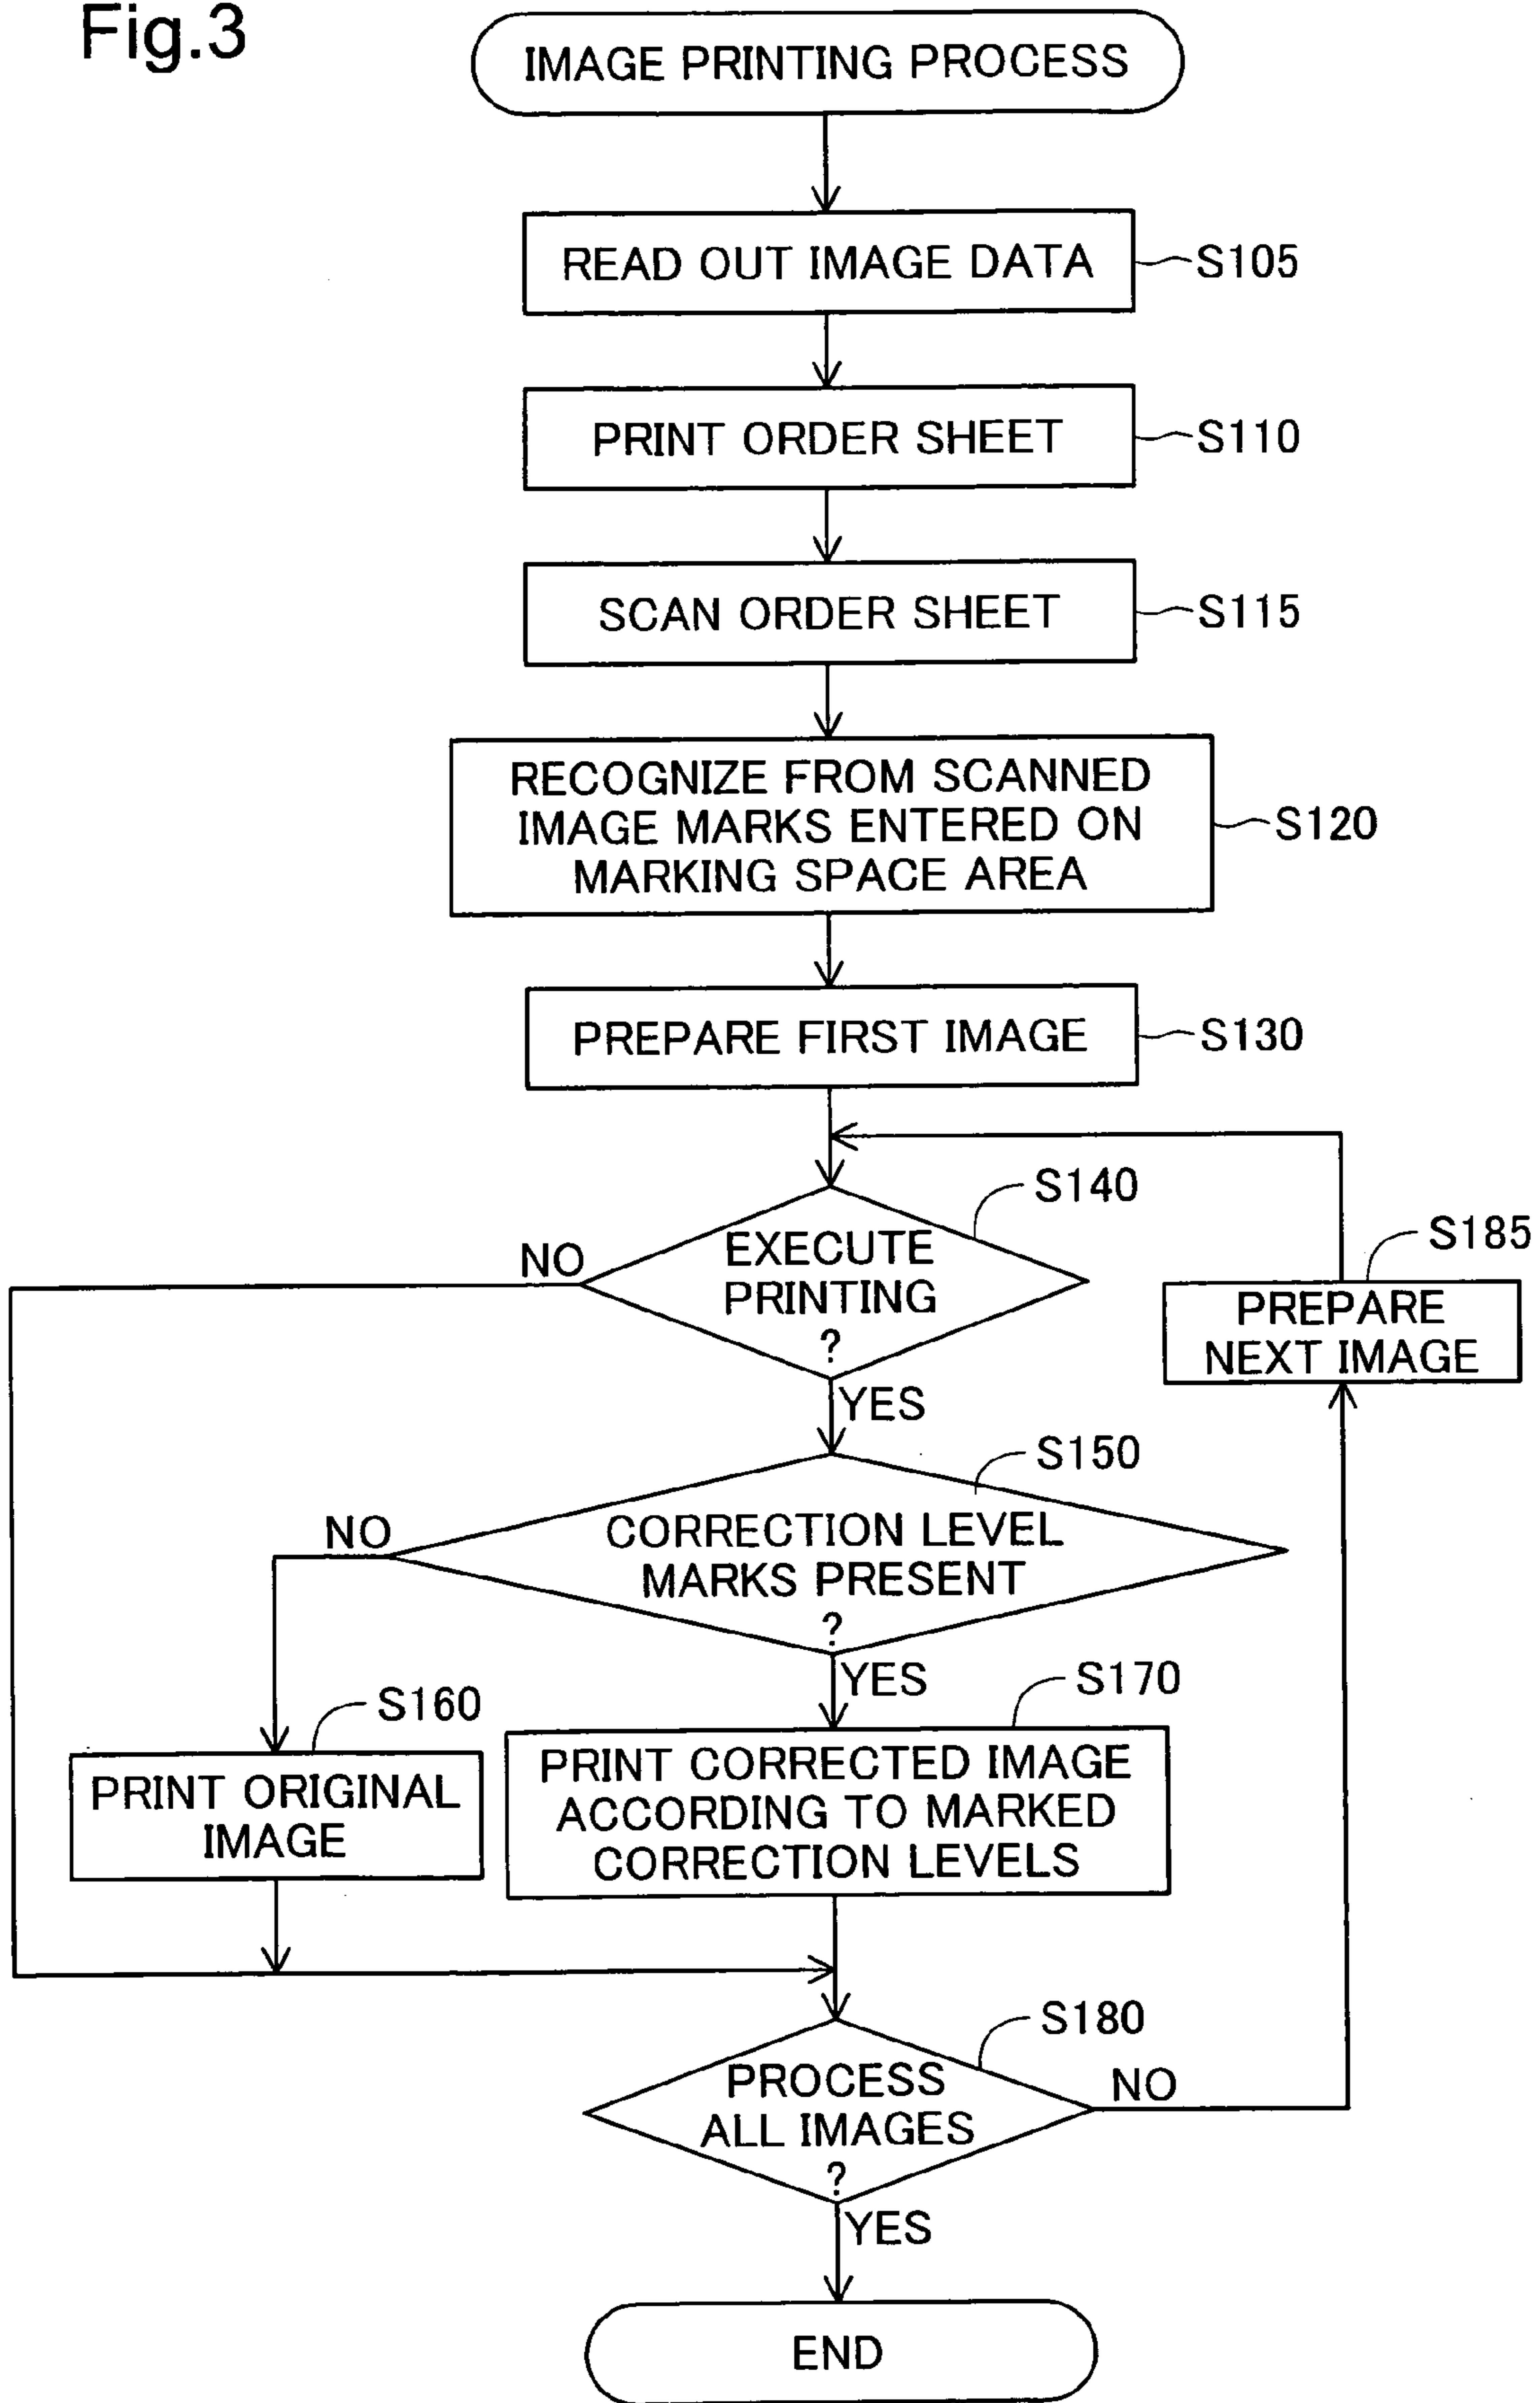 Fig.3
IMAGE PRINTING PROCESS
READ OUT IMAGE DATA
S105
PRINT ORDER SHEET
S110
SCAN ORDER SHEET
S115
RECOGNIZE FROM SCANNED
IMAGE MARKS ENTERED ON
MARKING SPACE AREA
S120
PREPARE FIRST IMAGE
S130
S140
EXECUTE
PRINTING
?
NO
YES
S185
PREPARE
NEXT IMAGE
S150
CORRECTION LEVEL
MARKS PRESENT
?
NO
YES
S160
PRINT ORIGINAL
IMAGE
S170
PRINT CORRECTED IMAGE
ACCORDING TO MARKED
CORRECTION LEVELS
S180
PROCESS
ALL IMAGES
?
NO
YES
END